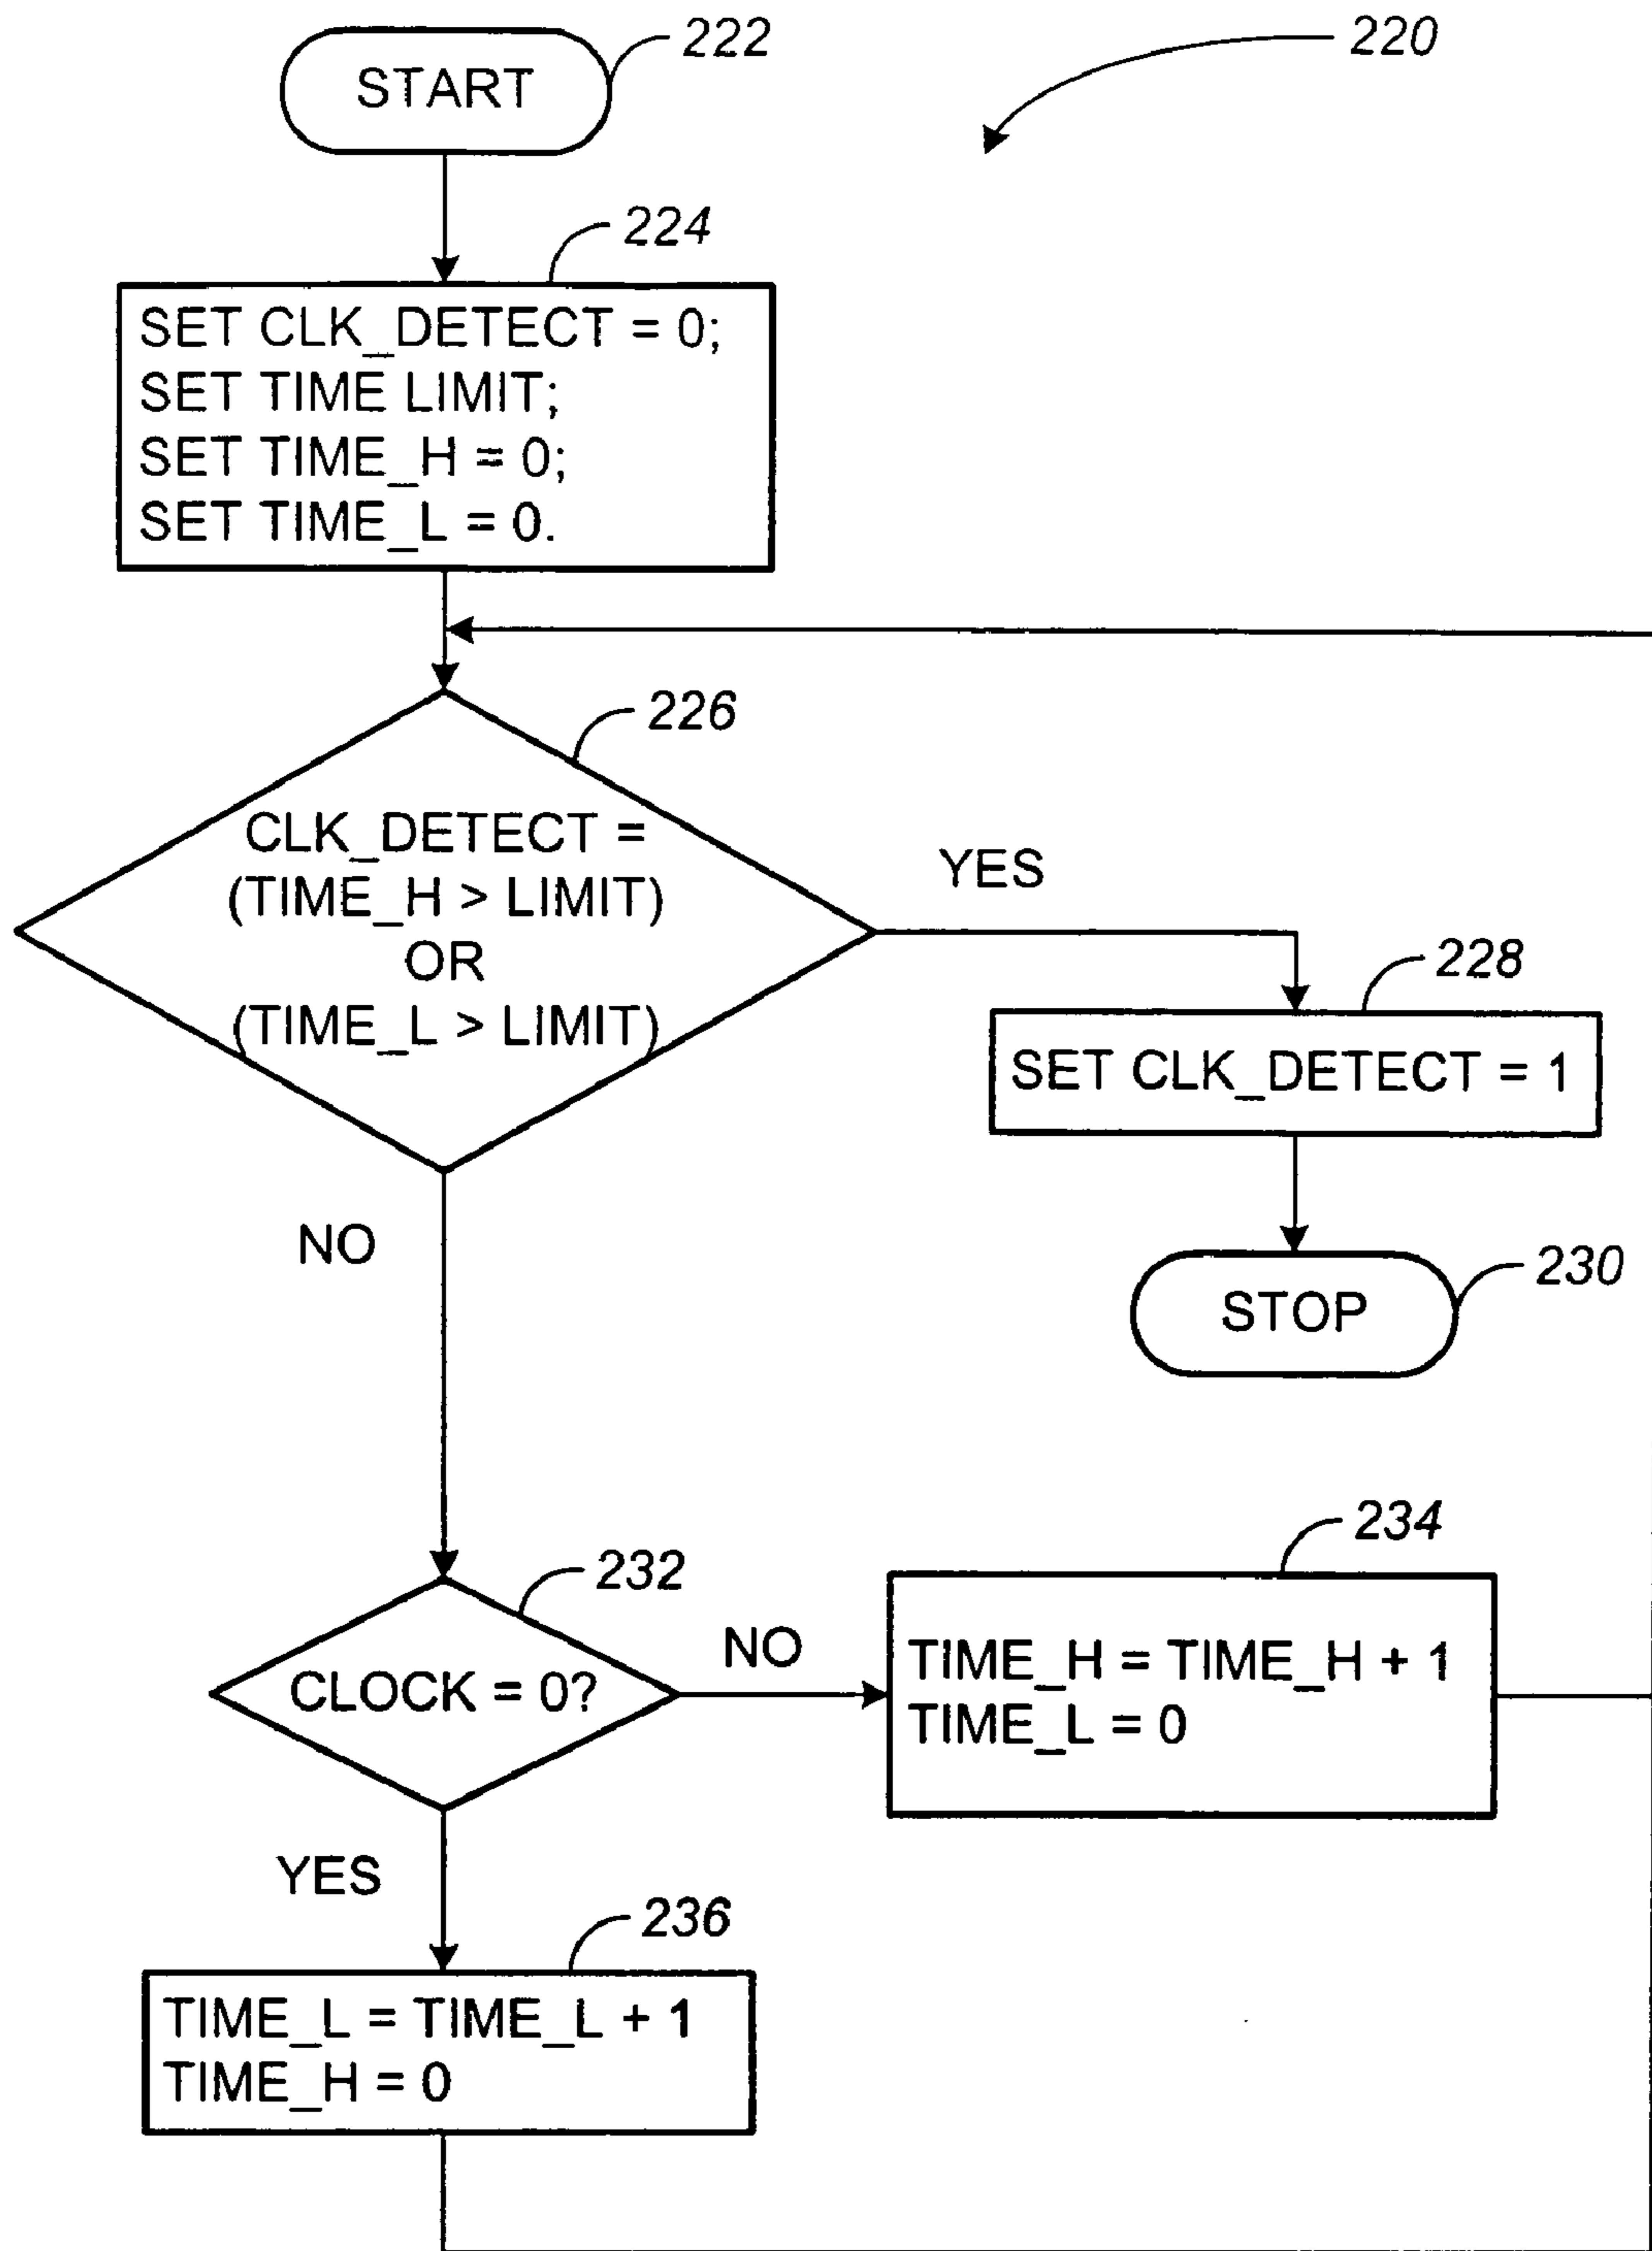 222
220
START
224
SET CLK_DETECT = 0;
SET TIME LIMIT;
SET TIME_H = 0;
SET TIME_L = 0.
226
CLK_DETECT =
(TIME_H > LIMIT)
OR
(TIME_L > LIMIT)
YES
228
SET CLK_DETECT = 1
NO
230
STOP
232
234
CLOCK = 0?
NO
TIME_H = TIME_H + 1
TIME_L = 0
YES
236
TIME_L = TIME_L + 1
TIME_H = 0